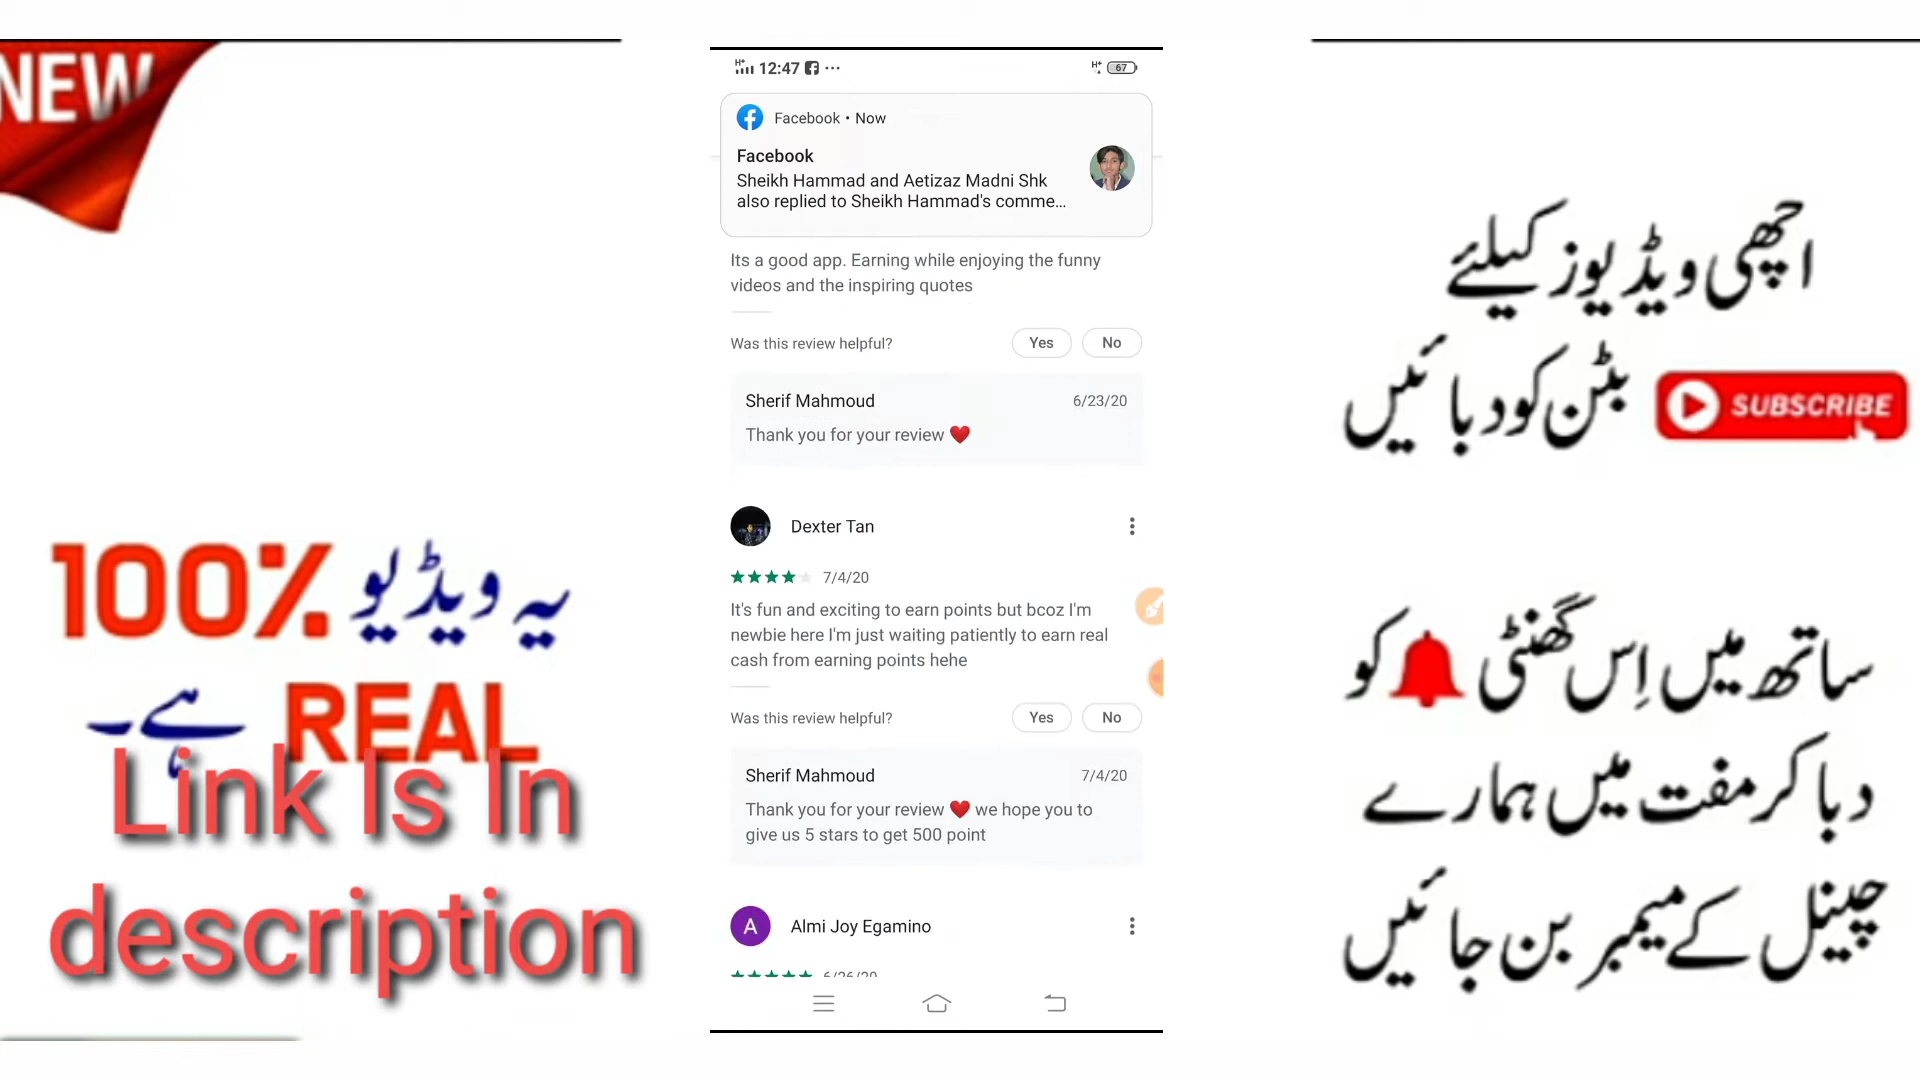 NEW
یہ ویڈیو 100%
REAL ہے۔
Link Is In
description
12:47
67
Facebook • Now
Facebook
Sheikh Hammad and Aetizaz Madni Shk
also replied to Sheikh Hammad's comme...
Its a good app. Earning while enjoying the funny
videos and the inspiring quotes
Was this review helpful?
Yes
No
Sherif Mahmoud
6/23/20
Thank you for your review ❤️
Dexter Tan
7/4/20
It's fun and exciting to earn points but bcoz I'm
newbie here I'm just waiting patiently to earn real
cash from earning points hehe
Was this review helpful?
Yes
No
Sherif Mahmoud
7/4/20
Thank you for your review ❤️ we hope you to
give us 5 stars to get 500 point
A
Almi Joy Egamino
6/26/20
اچھی ویڈیوز کیلئے
SUBSCRIBE بٹن کو دبائیں
ساتھ میں اِس گھنٹی 🔔 کو
دبا کر مفت میں ہمارے
چینل کے میمبر بن جائیں